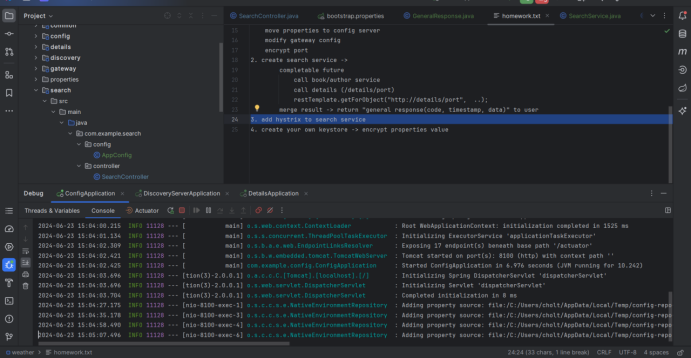 Project
SearchController.java
bootstrap.properties
GeneralResponse.java
homework.txt
SearchService.java
common
config
details
discovery
gateway
properties
search
src
main
java
com.example.search
config
AppConfig
controller
SearchController
move properties to config server
modify gateway config
encrypt port
2. create search service ->
completable future
call book/author service
call details (/details/port)
restTemplate.getForObject("http://details/port", ..);
merge result -> return "general response(code, timestamp, data)" to user
24 3. add hystrix to search service
25 4. create your own keystore -> encrypt properties value
Debug ConfigApplication DiscoveryServerApplication DetailsApplication
Threads & Variables Console Actuator
2024-06-23 15:04:00.215 INFO 11128 --- [ main] o.s.web.context.ContextLoader : Root WebApplicationContext: initialization completed in 1525 ms
2024-06-23 15:04:01.134 INFO 11128 --- [ main] o.s.s.concurrent.ThreadPoolTaskExecutor : Initializing ExecutorService 'applicationTaskExecutor'
2024-06-23 15:04:02.309 INFO 11128 --- [ main] o.s.b.a.e.web.EndpointLinksResolver : Exposing 17 endpoint(s) beneath base path '/actuator'
2024-06-23 15:04:02.421 INFO 11128 --- [ main] o.s.b.w.embedded.tomcat.TomcatWebServer : Tomcat started on port(s): 8100 (http) with context path ''
2024-06-23 15:04:02.425 INFO 11128 --- [ main] com.example.config.ConfigApplication : Started ConfigApplication in 6.976 seconds (JVM running for 10.242)
2024-06-23 15:04:03.696 INFO 11128 --- [tion(3)-2.0.0.1] o.a.c.c.C.[Tomcat].[localhost].[/] : Initializing Spring DispatcherServlet 'dispatcherServlet'
2024-06-23 15:04:03.696 INFO 11128 --- [tion(3)-2.0.0.1] o.s.web.servlet.DispatcherServlet : Initializing Servlet 'dispatcherServlet'
2024-06-23 15:04:03.704 INFO 11128 --- [tion(3)-2.0.0.1] o.s.web.servlet.DispatcherServlet : Completed initialization in 8 ms
2024-06-23 15:04:27.175 INFO 11128 --- [nio-8100-exec-1] o.s.c.c.s.e.NativeEnvironmentRepository : Adding property source: file:/C:/Users/cholt/AppData/Local/Temp/config-repo
2024-06-23 15:04:35.178 INFO 11128 --- [nio-8100-exec-3] o.s.c.c.s.e.NativeEnvironmentRepository : Adding property source: file:/C:/Users/cholt/AppData/Local/Temp/config-repo
2024-06-23 15:04:58.490 INFO 11128 --- [nio-8100-exec-4] o.s.c.c.s.e.NativeEnvironmentRepository : Adding property source: file:/C:/Users/cholt/AppData/Local/Temp/config-repo
2024-06-23 15:05:07.496 INFO 11128 --- [nio-8100-exec-6] o.s.c.c.s.e.NativeEnvironmentRepository : Adding property source: file:/C:/Users/cholt/AppData/Local/Temp/config-repo
weather > homework.txt
24:24 (33 chars, 1 line break) CRLF UTF-8 4 spaces